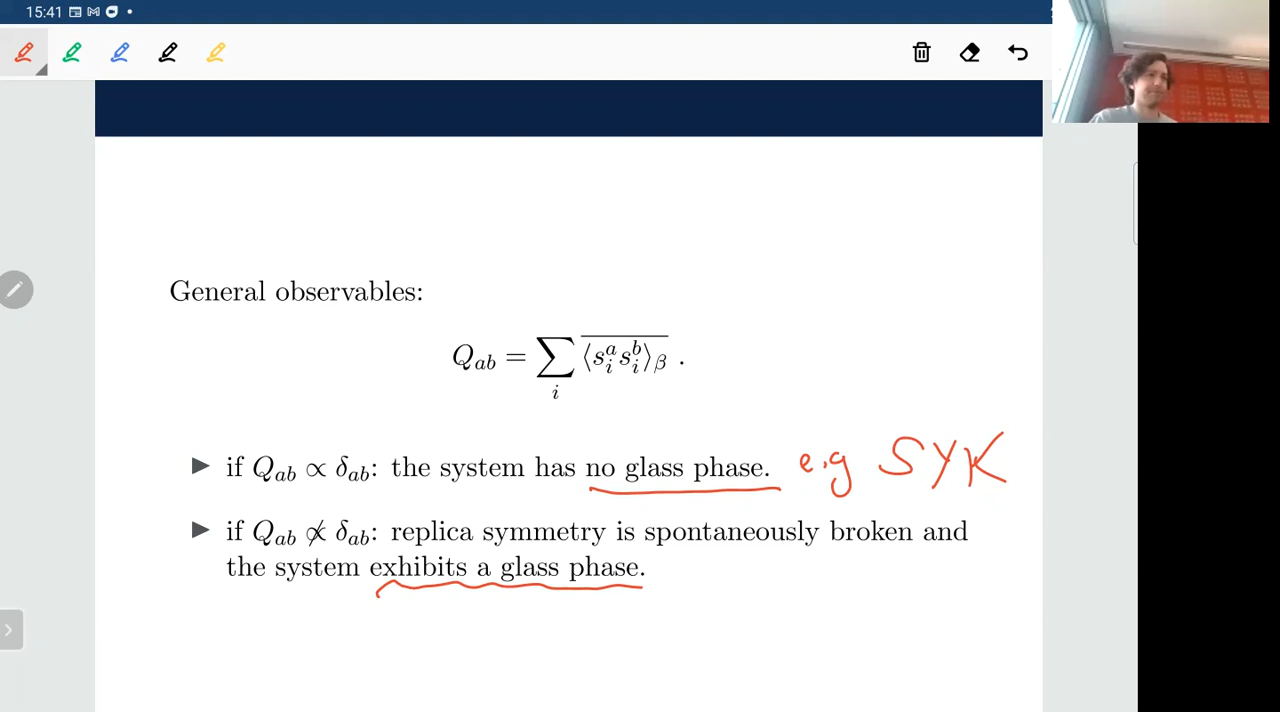 15:41
General observables:
Q_{ab} = \sum_i \overline{\langle s_i^a s_i^b \rangle_\beta} .
▶ if Q_{ab} ∝ δ_{ab}: the system has no glass phase. e.g SYK
▶ if Q_{ab} \not∝ δ_{ab}: replica symmetry is spontaneously broken and
the system exhibits a glass phase.